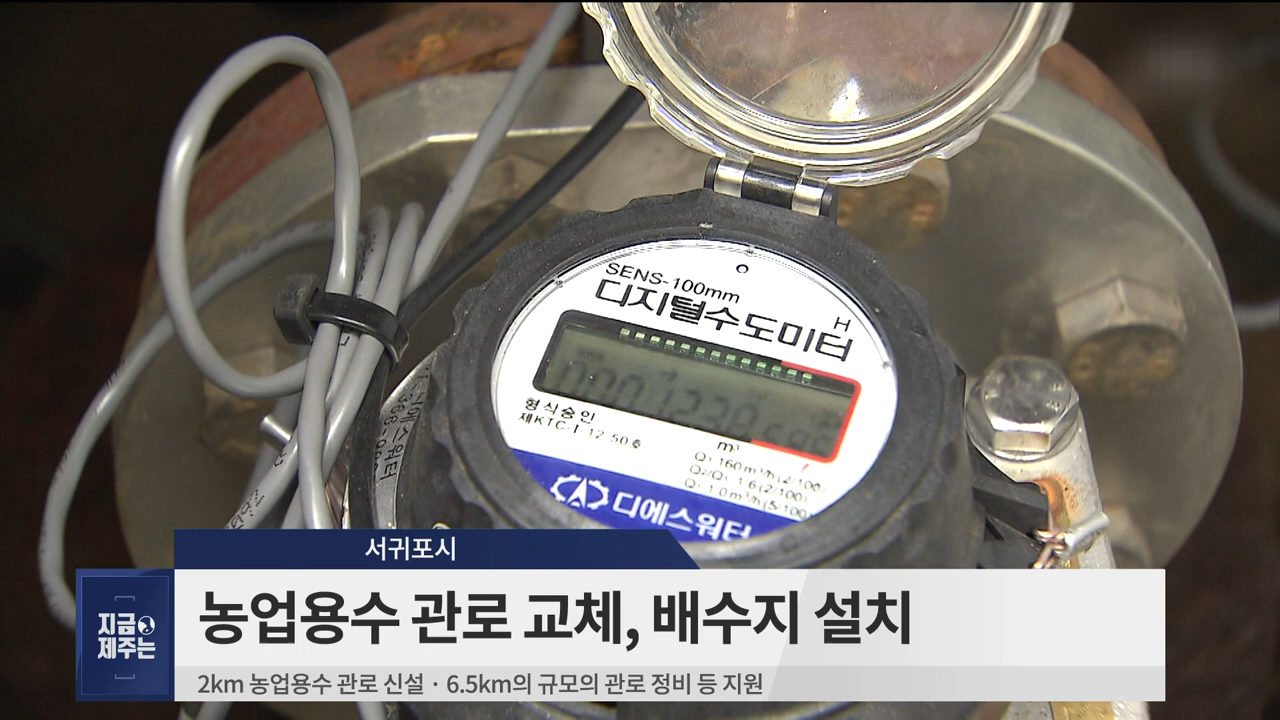 SENS-100mm
H
디지털수도미터
형식승인
m³
디에스워터
서귀포시
지금
제주는
농업용수 관로 교체, 배수지 설치
2km 농업용수 관로 신설 · 6.5km의 규모의 관로 정비 등 지원